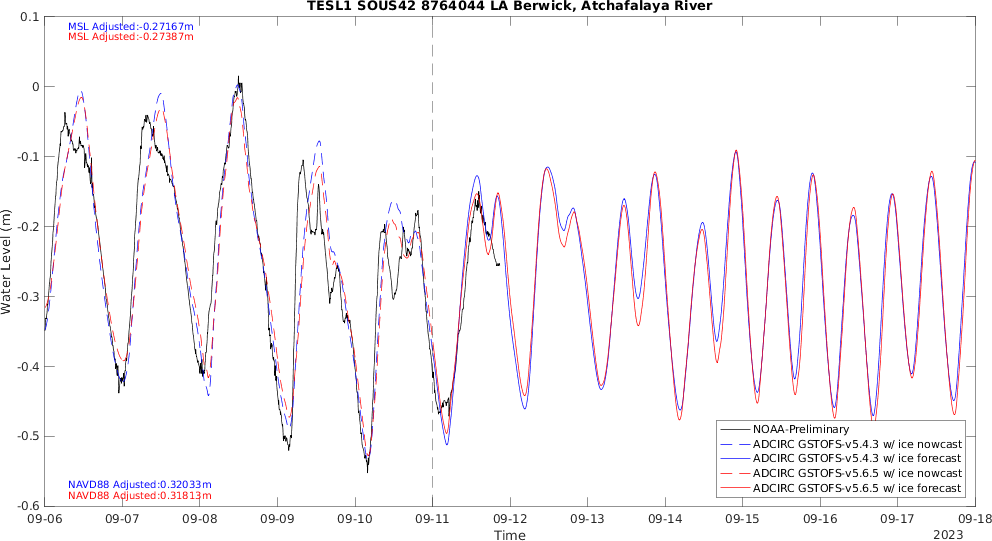 TESL1 SOUS42 8764044 LA Berwick, Atchafalaya River
MSL Adjusted:-0.27167m
MSL Adjusted:-0.27387m
0.1
0
-0.1
-0.2
-0.3
-0.4
-0.5
-0.6
Water Level (m)
NOAA-Preliminary
ADCIRC GSTOFS-v5.4.3 w/ ice nowcast
ADCIRC GSTOFS-v5.4.3 w/ ice forecast
ADCIRC GSTOFS-v5.6.5 w/ ice nowcast
ADCIRC GSTOFS-v5.6.5 w/ ice forecast
NAVD88 Adjusted:0.32033m
NAVD88 Adjusted:0.31813m
09-06 09-07 09-08 09-09 09-10 09-11 09-12 09-13 09-14 09-15 09-16 09-17 09-18
Time
2023